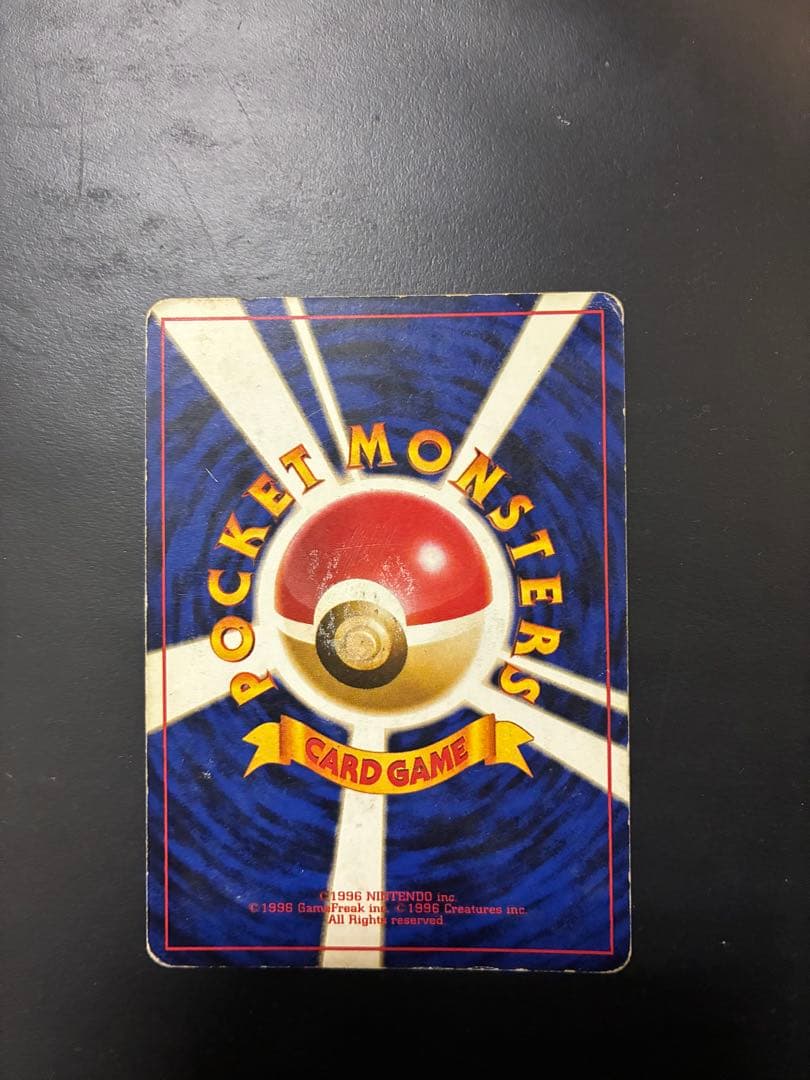 POCKET MONSTERS
CARD GAME
©1996 NINTENDO inc.
©1996 GameFreak inc. ©1996 Creatures inc.
All Rights reserved